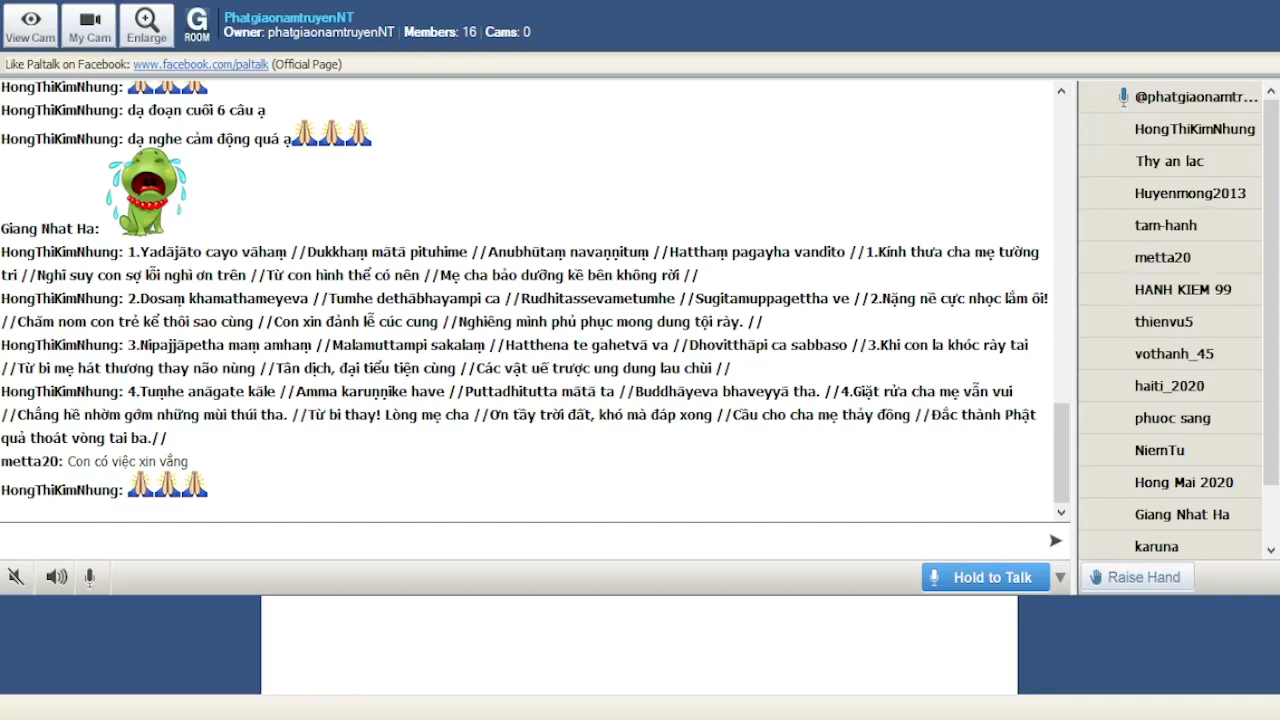 View Cam
My Cam
Enlarge
G
ROOM
PhatgiaonamtruyenNT
Owner: phatgiaonamtruyenNT | Members: 16 | Cams: 0
Like Paltalk on Facebook: www.facebook.com/paltalk (Official Page)
HongThiKimNhung:
HongThiKimNhung: dạ đoạn cuối 6 câu ạ
HongThiKimNhung: dạ nghe cảm động quá ạ
Giang Nhat Ha:
HongThiKimNhung: 1.Yadājāto cayo vāhaṃ //Dukkhaṃ mātā pituhime //Anubhūtaṃ navaṇṇituṃ //Hatthaṃ pagayha vandito //1.Kính thưa cha mẹ tường
tri //Nghĩ suy con sợ lỗi nghì ơn trên //Từ con hình thể có nên //Mẹ cha bảo dưỡng kề bên không rời //
HongThiKimNhung: 2.Dosaṃ khamathameyeva //Tumhe dethābhayampi ca //Rudhitassevametumhe //Sugitamuppagettha ve //2.Nặng nề cực nhọc lắm ôi!
//Chăm nom con trẻ kể thôi sao cùng //Con xin đảnh lễ cúc cung //Nghiêng mình phủ phục mong dung tội rày. //
HongThiKimNhung: 3.Nipajjāpetha maṃ amhaṃ //Malamuttampi sakalaṃ //Hatthena te gahetvā va //Dhovitthāpi ca sabbaso //3.Khi con la khóc rày tai
//Từ bi mẹ hát thương thay não nùng //Tân dịch, đại tiểu tiện cùng //Các vật uế trược ung dung lau chùi //
HongThiKimNhung: 4.Tuṃhe anāgate kāle //Amma karuṇṇike have //Puttadhitutta mātā ta //Buddhāyeva bhaveyyā tha. //4.Giặt rửa cha mẹ vẫn vui
//Chẳng hề nhờm gớm những mùi thúi tha. //Từ bi thay! Lòng mẹ cha //Ơn tầy trời đất, khó mà đáp xong //Cầu cho cha mẹ thảy đồng //Đắc thành Phật
quả thoát vòng tai ba.//
metta20: Con có việc xin vắng
HongThiKimNhung:
@phatgiaonamtr...
HongThiKimNhung
Thy an lac
Huyenmong2013
tam-hanh
metta20
HANH KIEM 99
thienvu5
vothanh_45
haiti_2020
phuoc sang
NiemTu
Hong Mai 2020
Giang Nhat Ha
karuna
Hold to Talk
Raise Hand